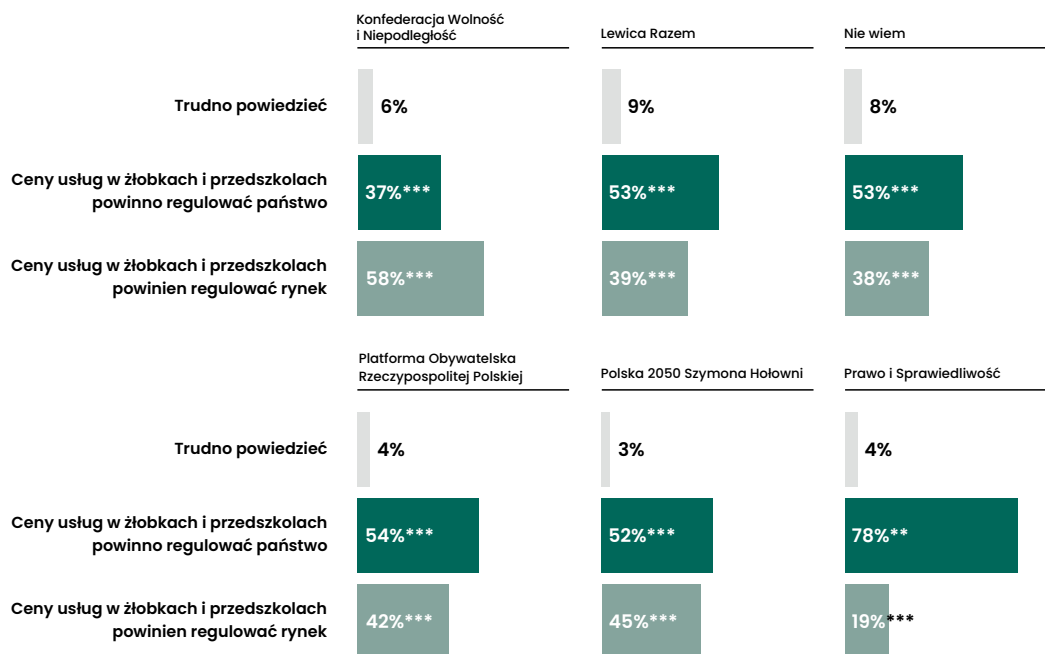 Konfederacja Wolność
i Niepodległość
Lewica Razem
Nie wiem
Trudno powiedzieć
6%
9%
8%
Ceny usług w żłobkach i przedszkolach
powinno regulować państwo
37%***
53%***
53%***
Ceny usług w żłobkach i przedszkolach
powinien regulować rynek
58%***
39%***
38%***
Platforma Obywatelska
Rzeczypospolitej Polskiej
Polska 2050 Szymona Hołowni
Prawo i Sprawiedliwość
Trudno powiedzieć
4%
3%
4%
Ceny usług w żłobkach i przedszkolach
powinno regulować państwo
54%***
52%***
78%**
Ceny usług w żłobkach i przedszkolach
powinien regulować rynek
42%***
45%***
19%***